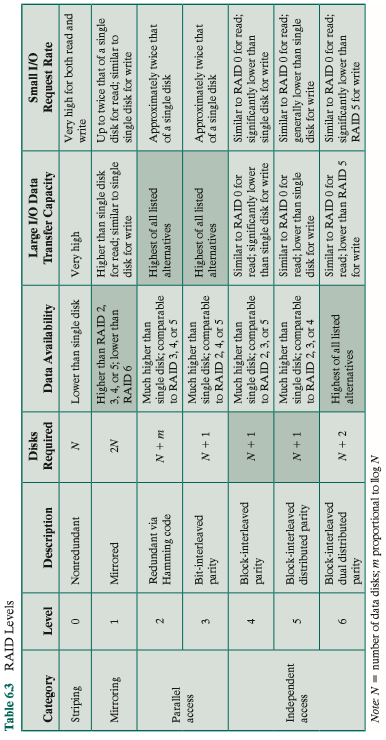 Table 6.3 RAID Levels
Category Level Description Disks Required Data Availability Large I/O Data Transfer Capacity Small I/O Request Rate
Striping 0 Nonredundant N Lower than single disk Very high Very high for both read and write
Mirroring 1 Mirrored 2N Higher than RAID 2, 3, 4, or 5; lower than RAID 6 Higher than single disk for read; similar to single disk for write Up to twice that of a single disk for read; similar to single disk for write
Parallel access 2 Redundant via Hamming code N + m Much higher than single disk; comparable to RAID 3, 4, or 5 Highest of all listed alternatives Approximately twice that of a single disk
3 Bit-interleaved parity N + 1 Much higher than single disk; comparable to RAID 2, 4, or 5 Highest of all listed alternatives Approximately twice that of a single disk
Independent access 4 Block-interleaved parity N + 1 Much higher than single disk; comparable to RAID 2, 3, or 5 Similar to RAID 0 for read; significantly lower than single disk for write Similar to RAID 0 for read; significantly lower than single disk for write
5 Block-interleaved distributed parity N + 1 Much higher than single disk; comparable to RAID 2, 3, or 4 Similar to RAID 0 for read; lower than single disk for write Similar to RAID 0 for read; generally lower than single disk for write
6 Block-interleaved dual distributed parity N + 2 Highest of all listed alternatives Similar to RAID 0 for read; lower than RAID 5 for write Similar to RAID 0 for read; significantly lower than RAID 5 for write
Note: N = number of data disks; m proportional to llog N